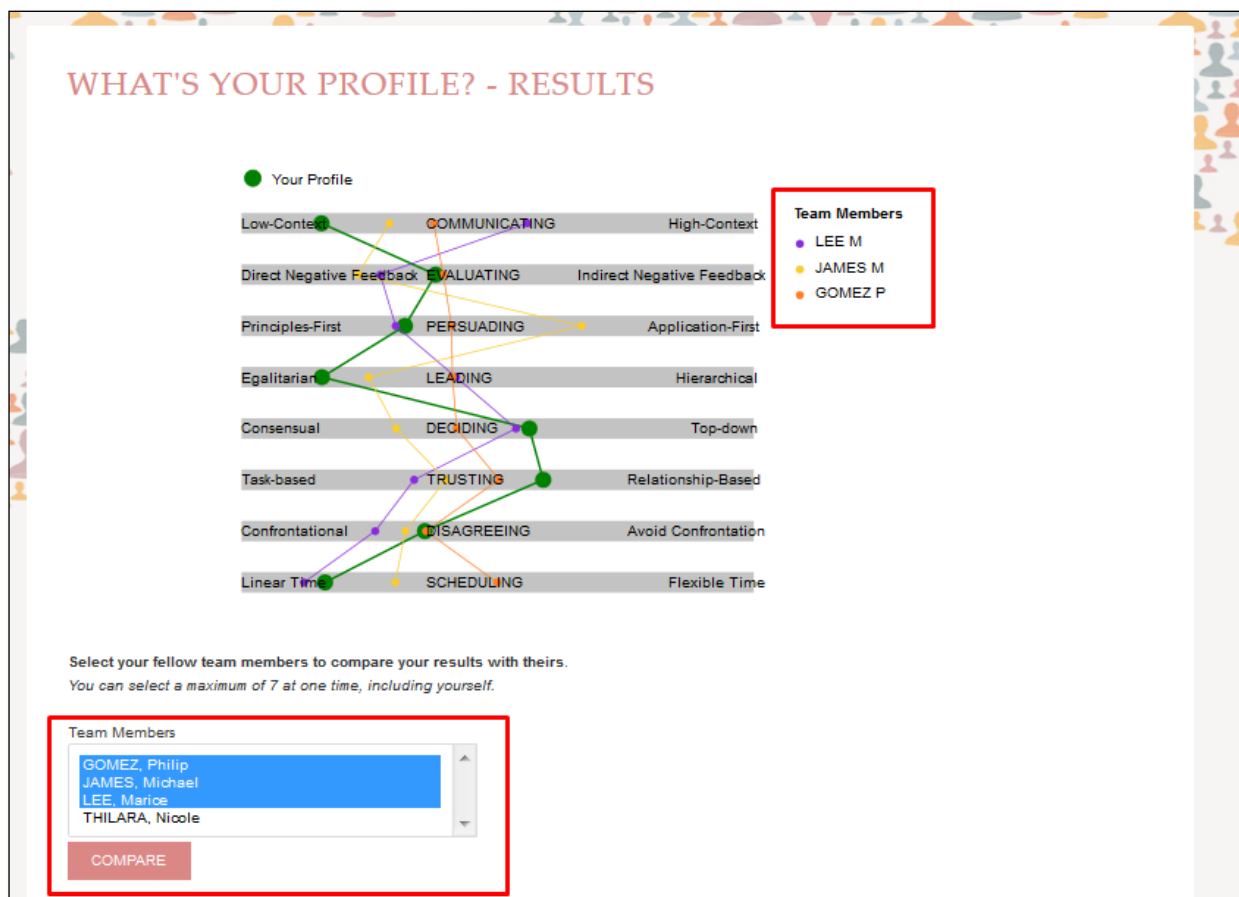 WHAT'S YOUR PROFILE? - RESULTS
Your Profile
Low-Context COMMUNICATING High-Context
Direct Negative Feedback EVALUATING Indirect Negative Feedback
Principles-First PERSUADING Application-First
Egalitarian LEADING Hierarchical
Consensual DECIDING Top-down
Task-based TRUSTING Relationship-Based
Confrontational DISAGREEING Avoid Confrontation
Linear Time SCHEDULING Flexible Time
Team Members
LEE M
JAMES M
GOMEZ P
Select your fellow team members to compare your results with theirs.
You can select a maximum of 7 at one time, including yourself.
Team Members
GOMEZ, Philip
JAMES, Michael
LEE, Marice
THILARA, Nicole
COMPARE